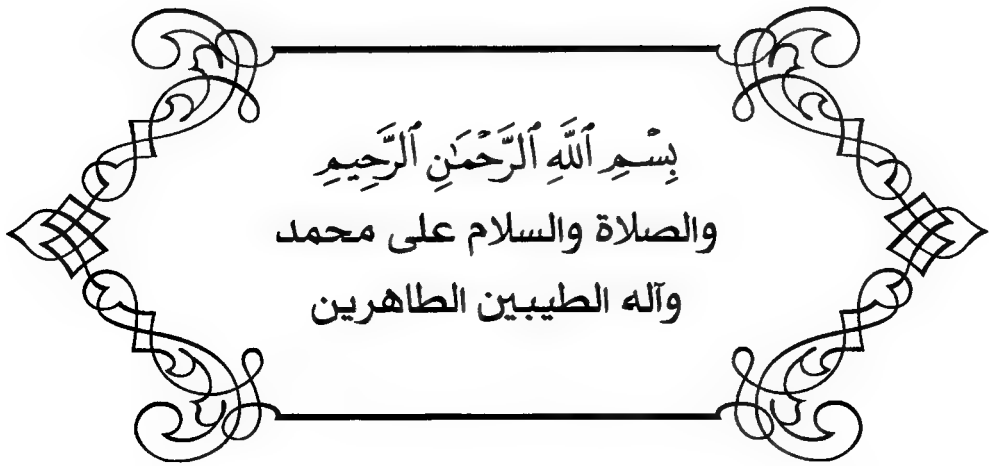 بِسْمِ ٱللَّهِ ٱلرَّحْمَٰنِ ٱلرَّحِيمِ
والصلاة والسلام على محمد
وآله الطيبين الطاهرين